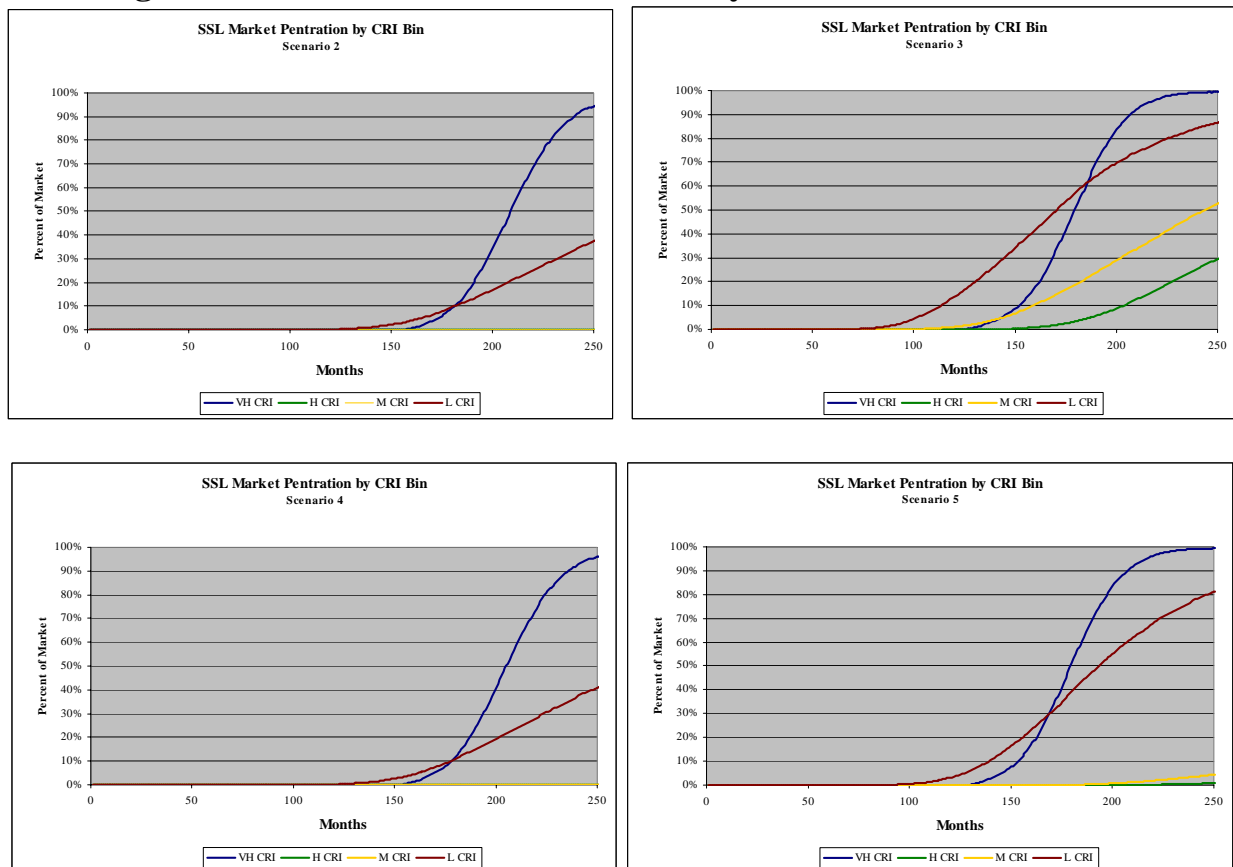 SSL Market Pentration by CRI Bin
Scenario 2
100%
90%
80%
70%
60%
50%
40%
30%
20%
10%
0%
Percent of Market
0 50 100 150 200 250
Months
VH CRI H CRI M CRI L CRI
SSL Market Pentration by CRI Bin
Scenario 3
100%
90%
80%
70%
60%
50%
40%
30%
20%
10%
0%
Percent of Market
0 50 100 150 200 250
Months
VH CRI H CRI M CRI L CRI
SSL Market Pentration by CRI Bin
Scenario 4
100%
90%
80%
70%
60%
50%
40%
30%
20%
10%
0%
Percent of Market
0 50 100 150 200 250
Months
VH CRI H CRI M CRI L CRI
SSL Market Pentration by CRI Bin
Scenario 5
100%
90%
80%
70%
60%
50%
40%
30%
20%
10%
0%
Percent of Market
0 50 100 150 200 250
Months
VH CRI H CRI M CRI L CRI